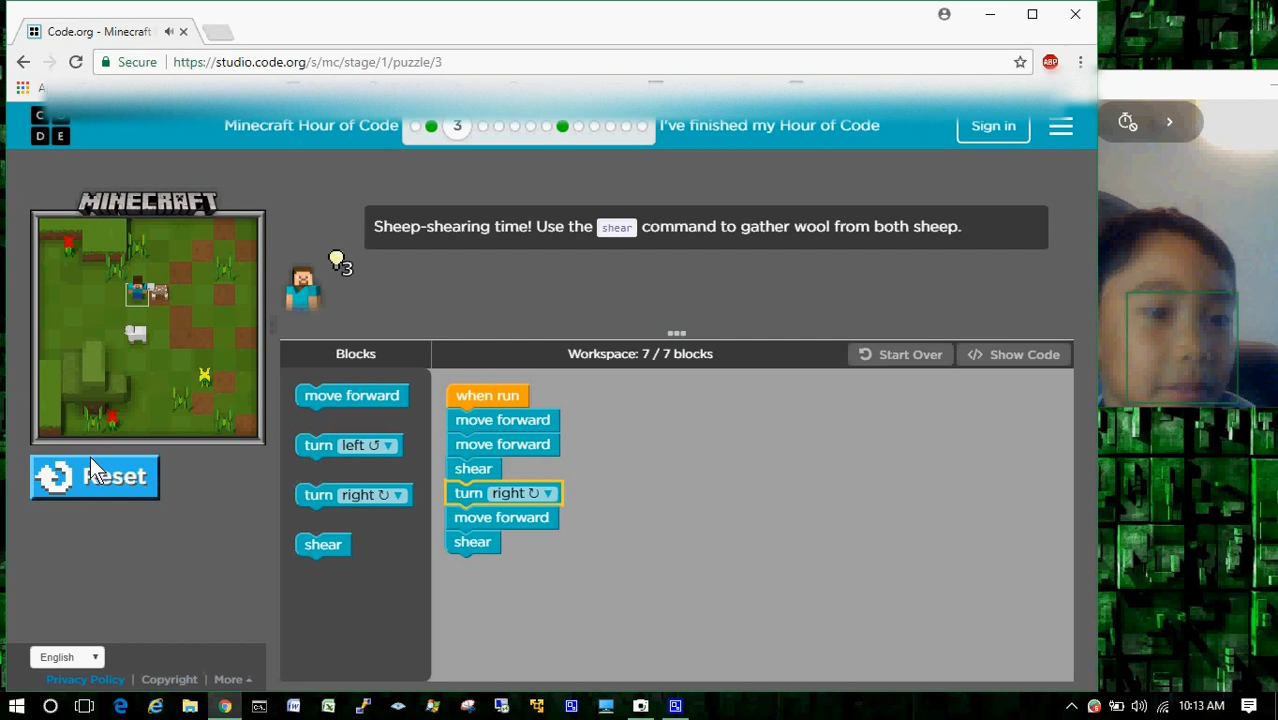 Code.org - Minecraft
Secure https://studio.code.org/s/mc/stage/1/puzzle/3
ABP
A
C
D E
Minecraft Hour of Code 3 I've finished my Hour of Code
Sign in
MINECRAFT
Sheep-shearing time! Use the shear command to gather wool from both sheep.
3
Blocks
Workspace: 7 / 7 blocks
Start Over
</> Show Code
move forward
turn left
turn right
shear
when run
move forward
move forward
shear
turn right
move forward
shear
Reset
English
Privacy Policy
Copyright
More
10:13 AM